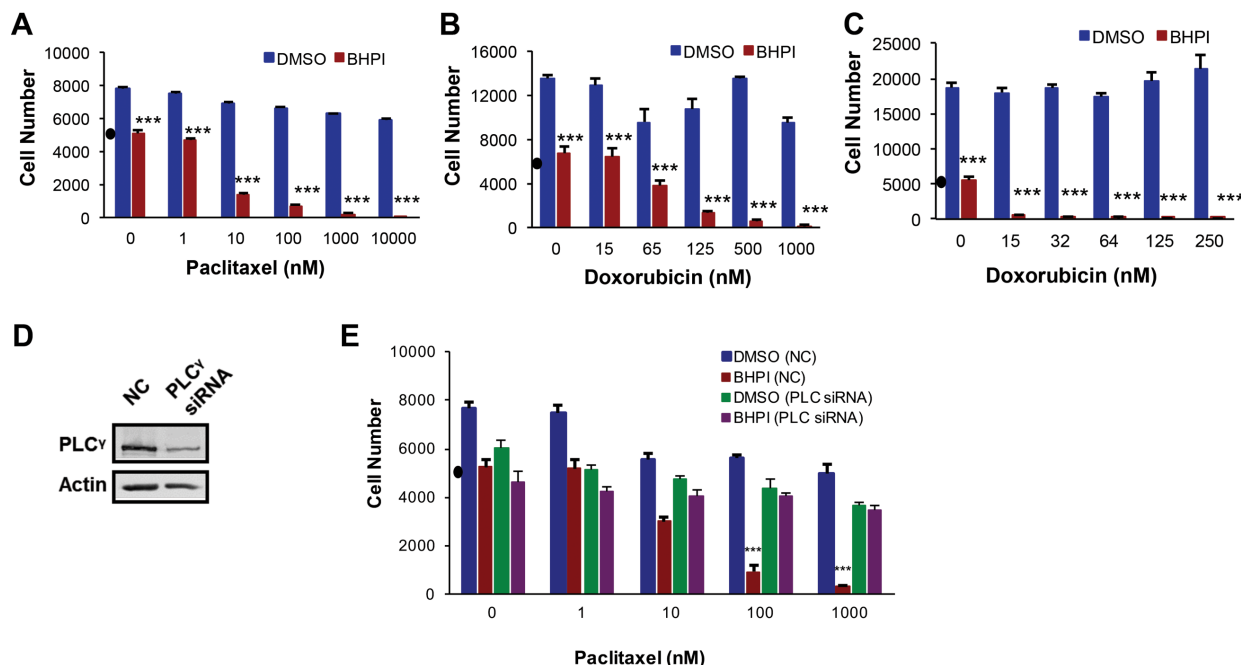 A
10000
8000
6000
4000
2000
0
Cell Number
DMSO BHPI
*** *** *** *** *** ***
0 1 10 100 1000 10000
Paclitaxel (nM)
B
16000
12000
8000
4000
0
Cell Number
DMSO BHPI
*** *** *** *** *** ***
0 15 65 125 500 1000
Doxorubicin (nM)
C
25000
20000
15000
10000
5000
0
Cell Number
DMSO BHPI
*** *** *** *** *** ***
0 15 32 64 125 250
Doxorubicin (nM)
D
NC PLCγ siRNA
PLCγ
Actin
E
10000
8000
6000
4000
2000
0
Cell Number
DMSO (NC)
BHPI (NC)
DMSO (PLC siRNA)
BHPI (PLC siRNA)
*** ***
0 1 10 100 1000
Paclitaxel (nM)